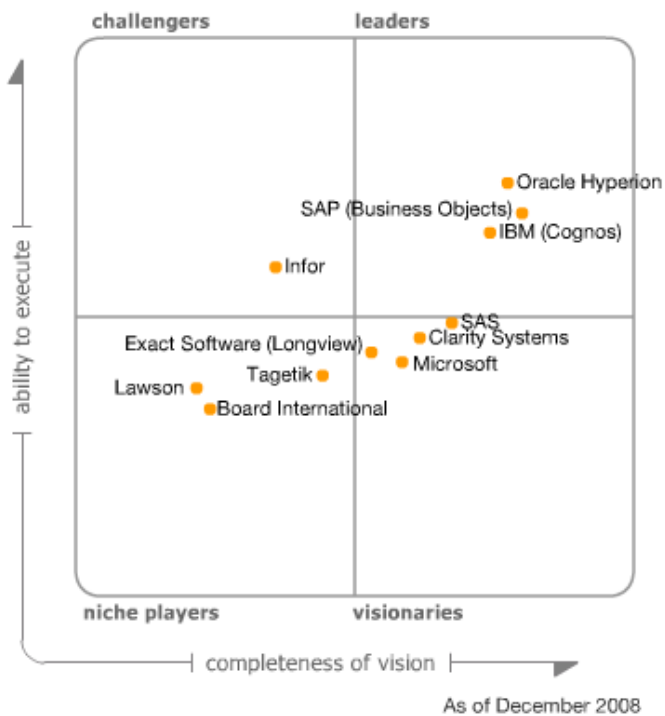 challengers
leaders
Oracle Hyperion
SAP (Business Objects)
IBM (Cognos)
Infor
ability to execute
SAS
Clarity Systems
Exact Software (Longview)
Microsoft
Tagetik
Lawson
Board International
niche players
visionaries
completeness of vision
As of December 2008